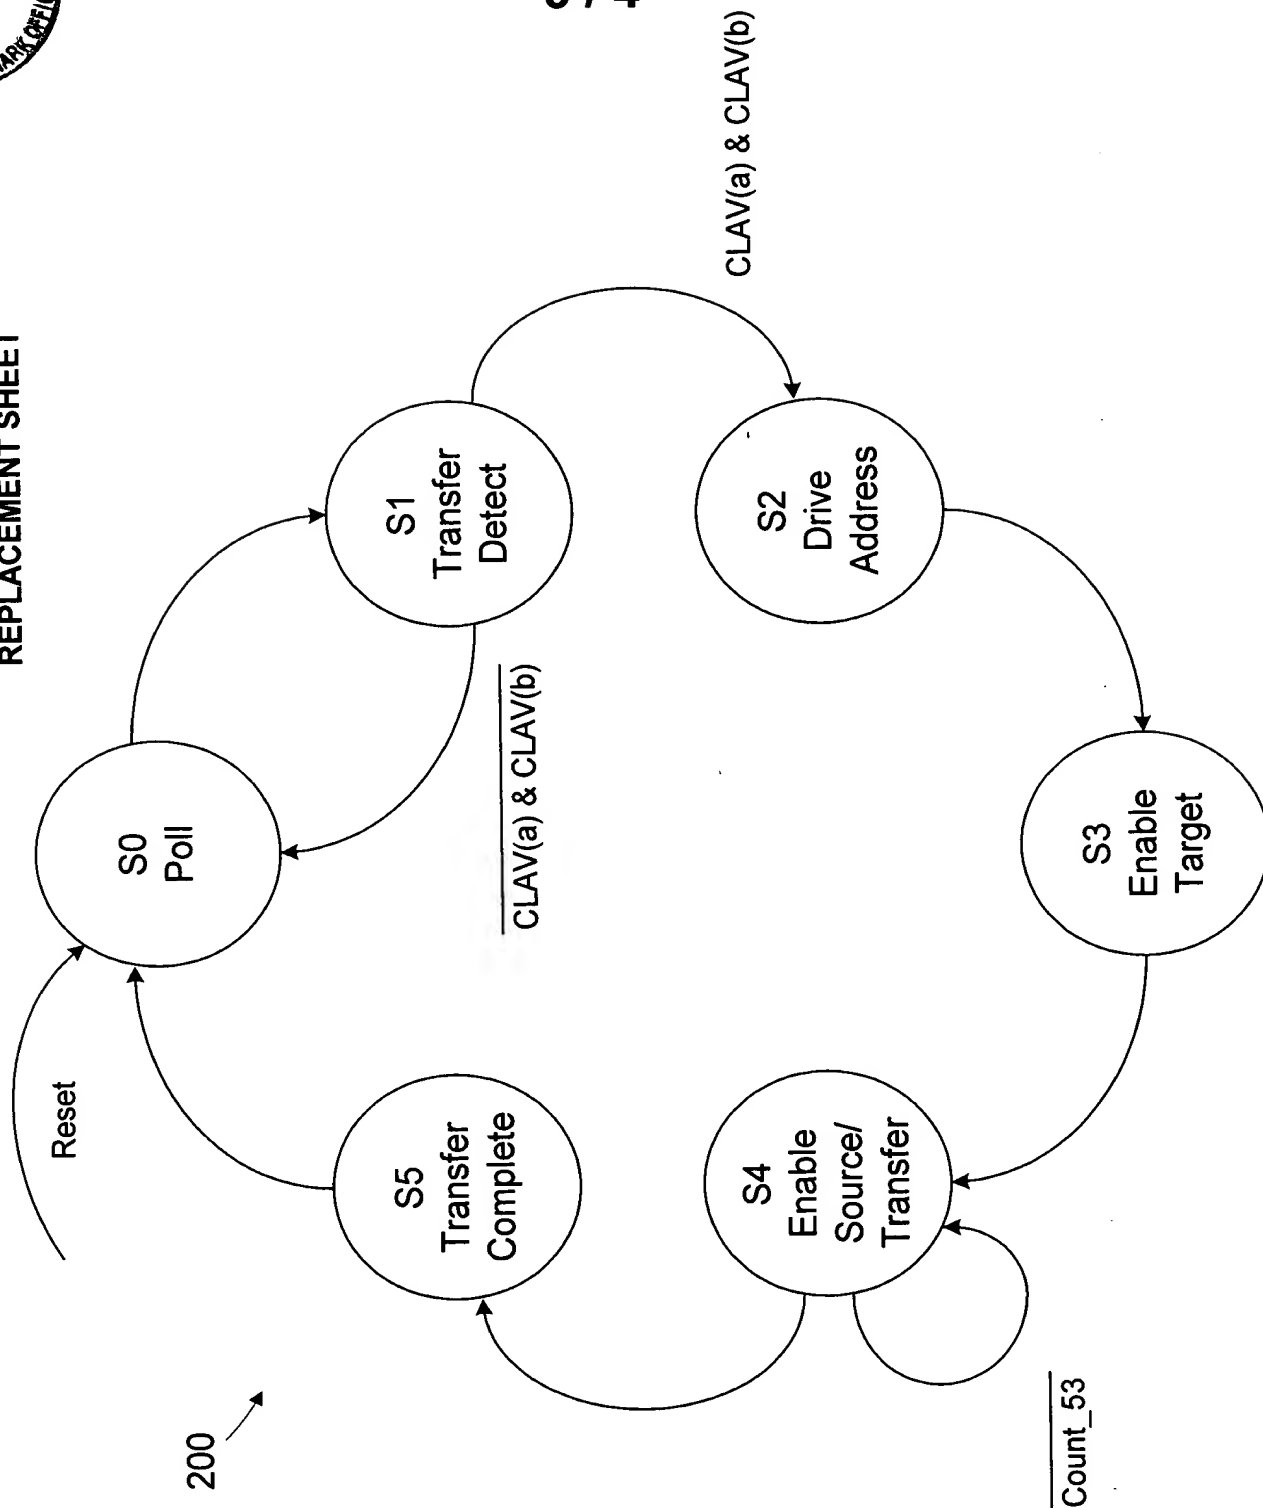 REPLACEMENT SHEET
Reset
S0
Poll
S1
Transfer
Detect
CLAV(a) & CLAV(b)
CLAV(a) & CLAV(b)
S2
Drive
Address
S3
Enable
Target
S4
Enable
Source/
Transfer
Count_53
S5
Transfer
Complete
200